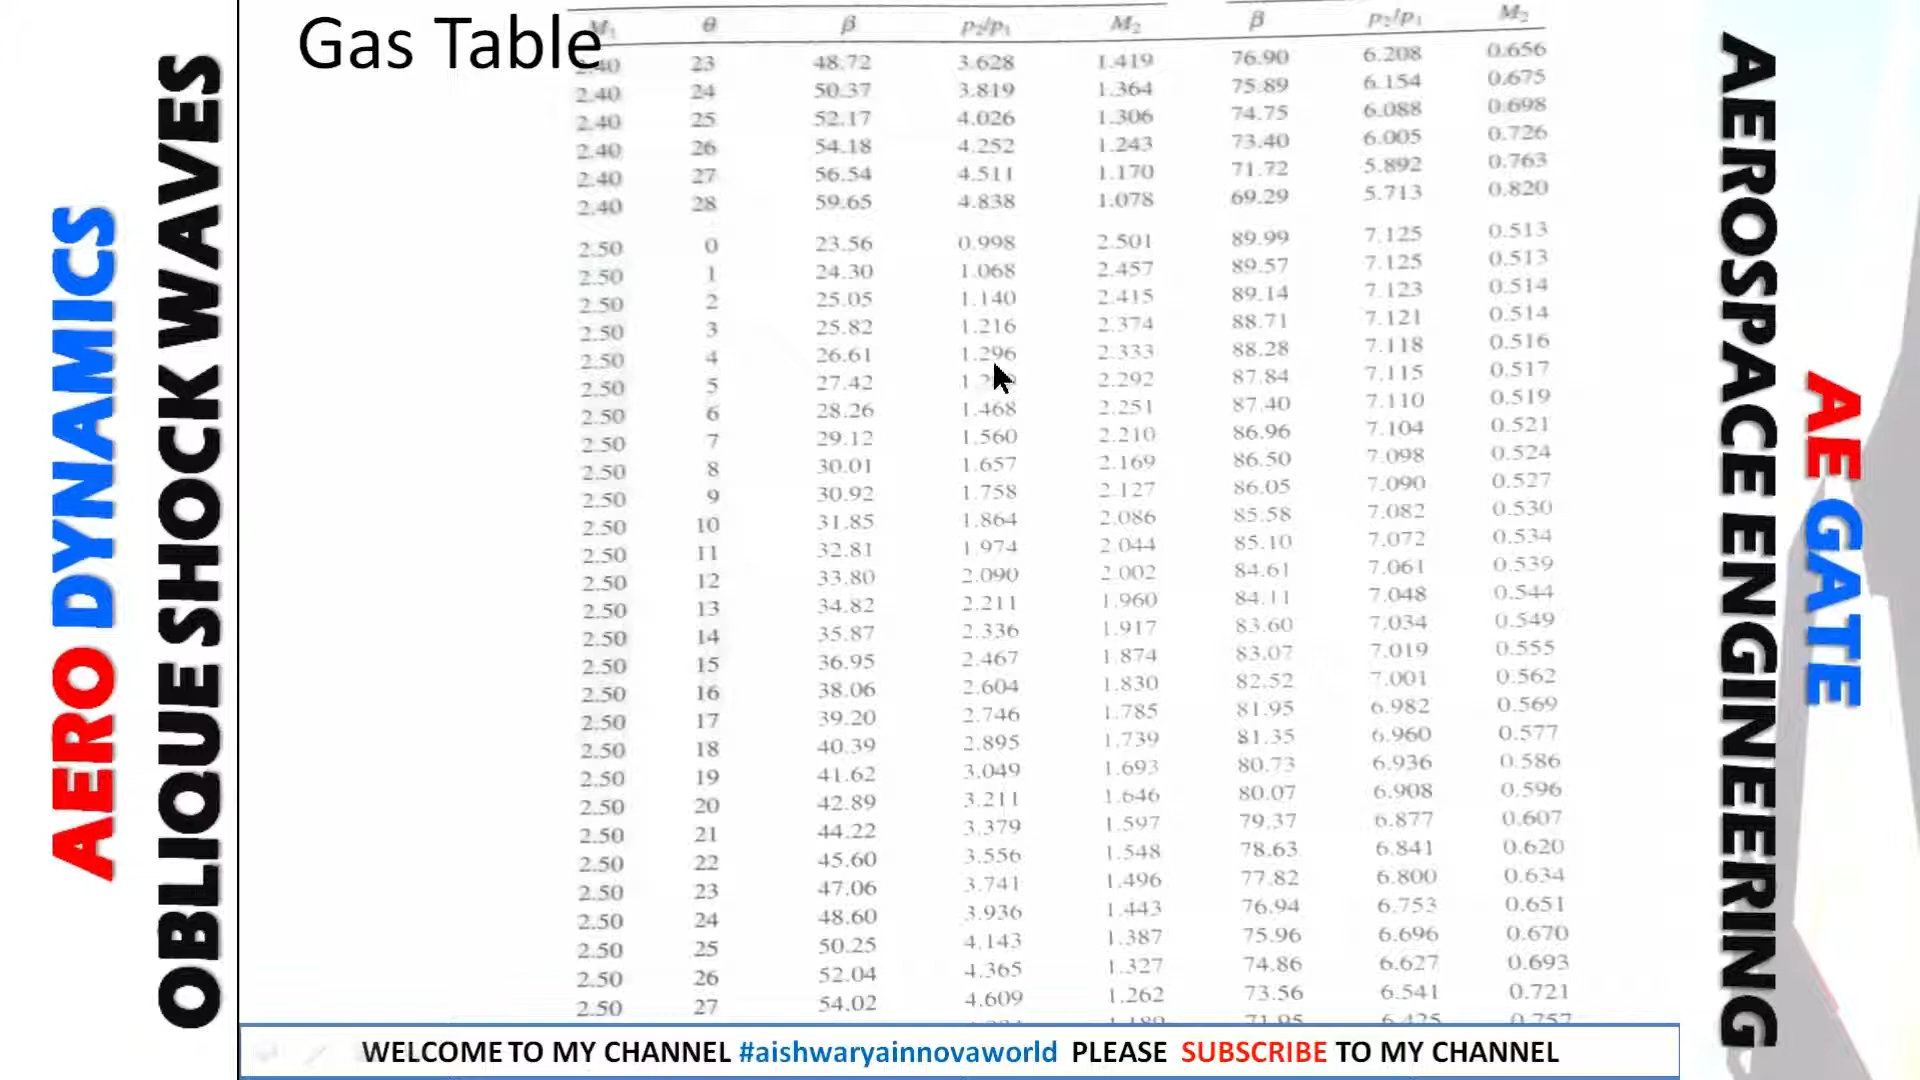 Gas Table
AERO DYNAMICS
OBLIQUE SHOCK WAVES
M1 θ β p2/p1 M2 β p2/p1 M2
2.40 23 48.72 3.628 1.419 76.90 6.208 0.656
2.40 24 50.37 3.819 1.364 75.89 6.154 0.675
2.40 25 52.17 4.026 1.306 74.75 6.088 0.698
2.40 26 54.18 4.252 1.243 73.40 6.005 0.726
2.40 27 56.54 4.511 1.170 71.72 5.892 0.763
2.40 28 59.65 4.838 1.078 69.29 5.713 0.820
2.50 0 23.56 0.998 2.501 89.99 7.125 0.513
2.50 1 24.30 1.068 2.457 89.57 7.125 0.513
2.50 2 25.05 1.140 2.415 89.14 7.123 0.514
2.50 3 25.82 1.216 2.374 88.71 7.121 0.514
2.50 4 26.61 1.296 2.333 88.28 7.118 0.516
2.50 5 27.42 2.292 87.84 7.115 0.517
2.50 6 28.26 1.468 2.251 87.40 7.110 0.519
2.50 7 29.12 1.560 2.210 86.96 7.104 0.521
2.50 8 30.01 1.657 2.169 86.50 7.098 0.524
2.50 9 30.92 1.758 2.127 86.05 7.090 0.527
2.50 10 31.85 1.864 2.086 85.58 7.082 0.530
2.50 11 32.81 1.974 2.044 85.10 7.072 0.534
2.50 12 33.80 2.090 2.002 84.61 7.061 0.539
2.50 13 34.82 2.211 1.960 84.11 7.048 0.544
2.50 14 35.87 2.336 1.917 83.60 7.034 0.549
2.50 15 36.95 2.467 1.874 83.07 7.019 0.555
2.50 16 38.06 2.604 1.830 82.52 7.001 0.562
2.50 17 39.20 2.746 1.785 81.95 6.982 0.569
2.50 18 40.39 2.895 1.739 81.35 6.960 0.577
2.50 19 41.62 3.049 1.693 80.73 6.936 0.586
2.50 20 42.89 3.211 1.646 80.07 6.908 0.596
2.50 21 44.22 3.379 1.597 79.37 6.877 0.607
2.50 22 45.60 3.556 1.548 78.63 6.841 0.620
2.50 23 47.06 3.741 1.496 77.82 6.800 0.634
2.50 24 48.60 3.936 1.443 76.94 6.753 0.651
2.50 25 50.25 4.143 1.387 75.96 6.696 0.670
2.50 26 52.04 4.365 1.327 74.86 6.627 0.693
2.50 27 54.02 4.609 1.262 73.56 6.541 0.721
AEROSPACE ENGINEERING
AE GATE
WELCOME TO MY CHANNEL #aishwaryainnovaworld PLEASE SUBSCRIBE TO MY CHANNEL